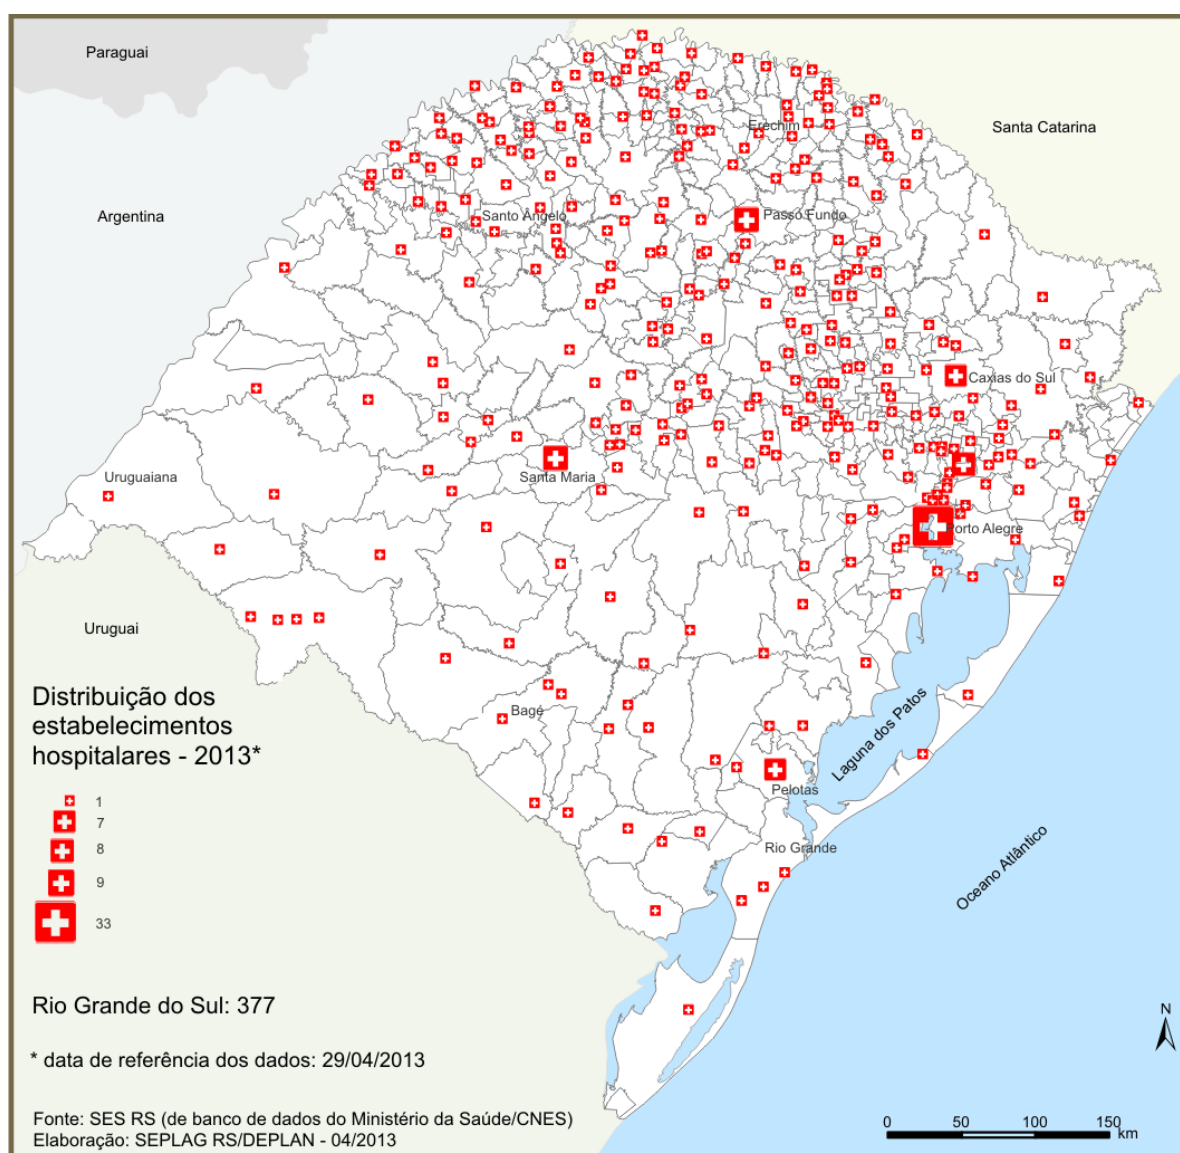 Paraguai
Santa Catarina
Erechim
Argentina
Santo Ângelo
Passo Fundo
Caxias do Sul
Uruguaiana
Santa Maria
Porto Alegre
Uruguai
Distribuição dos
estabelecimentos
hospitalares - 2013*
1
7
8
9
33
Bagé
Laguna dos Patos
Pelotas
Rio Grande
Oceano Atlântico
Rio Grande do Sul: 377
* data de referência dos dados: 29/04/2013
N
Fonte: SES RS (de banco de dados do Ministério da Saúde/CNES)
Elaboração: SEPLAG RS/DEPLAN - 04/2013
0 50 100 150
km